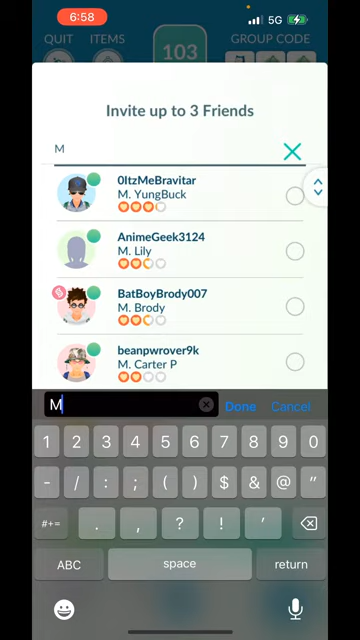 6:58
5G
QUIT ITEMS
103
GROUP CODE
Invite up to 3 Friends
M
0ItzMeBravitar
M. YungBuck
AnimeGeek3124
M. Lily
BatBoyBrody007
M. Brody
beanpwrover9k
M. Carter P
M
Done Cancel
1 2 3 4 5 6 7 8 9 0
- / : ; ( ) $ & @ "
#+= . , ? ! '
ABC space return